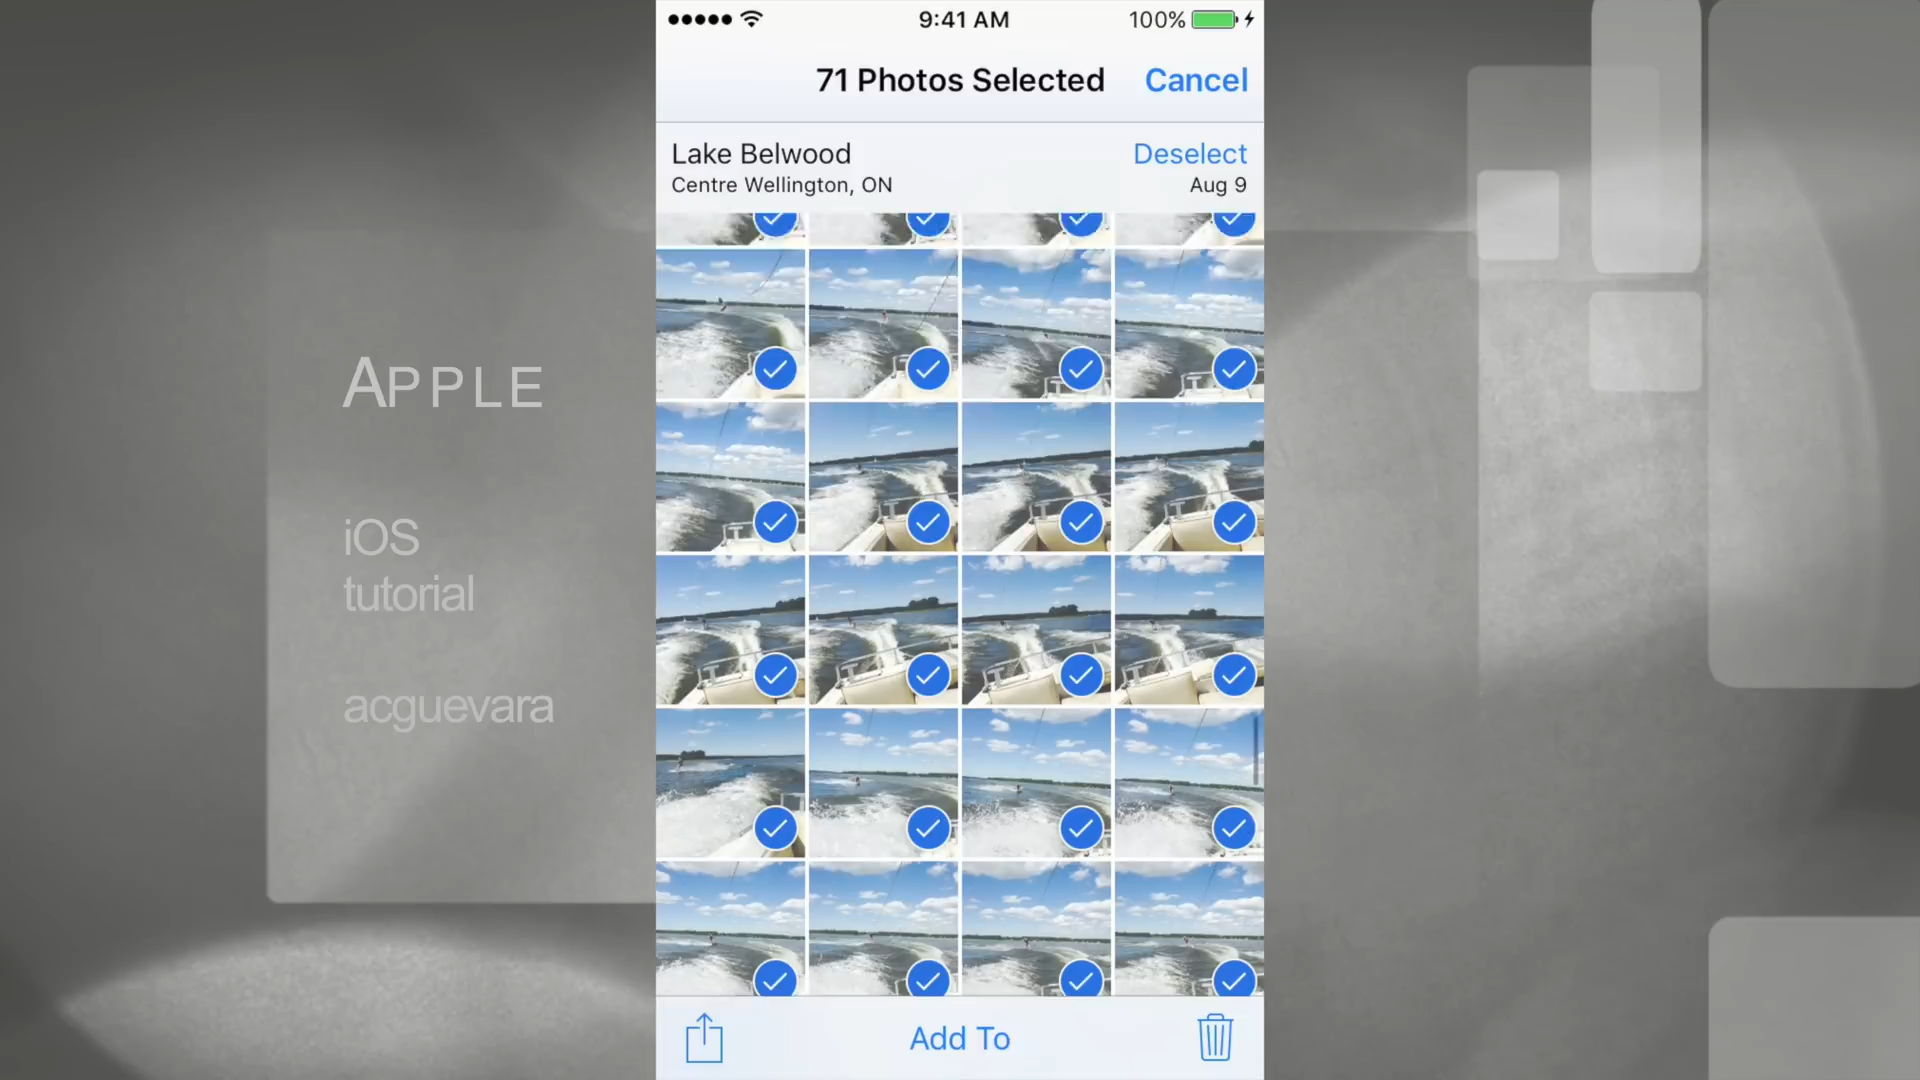 9:41 AM
100%
71 Photos Selected
Cancel
Lake Belwood
Deselect
Centre Wellington, ON
Aug 9
APPLE
iOS
tutorial
acguevara
Add To